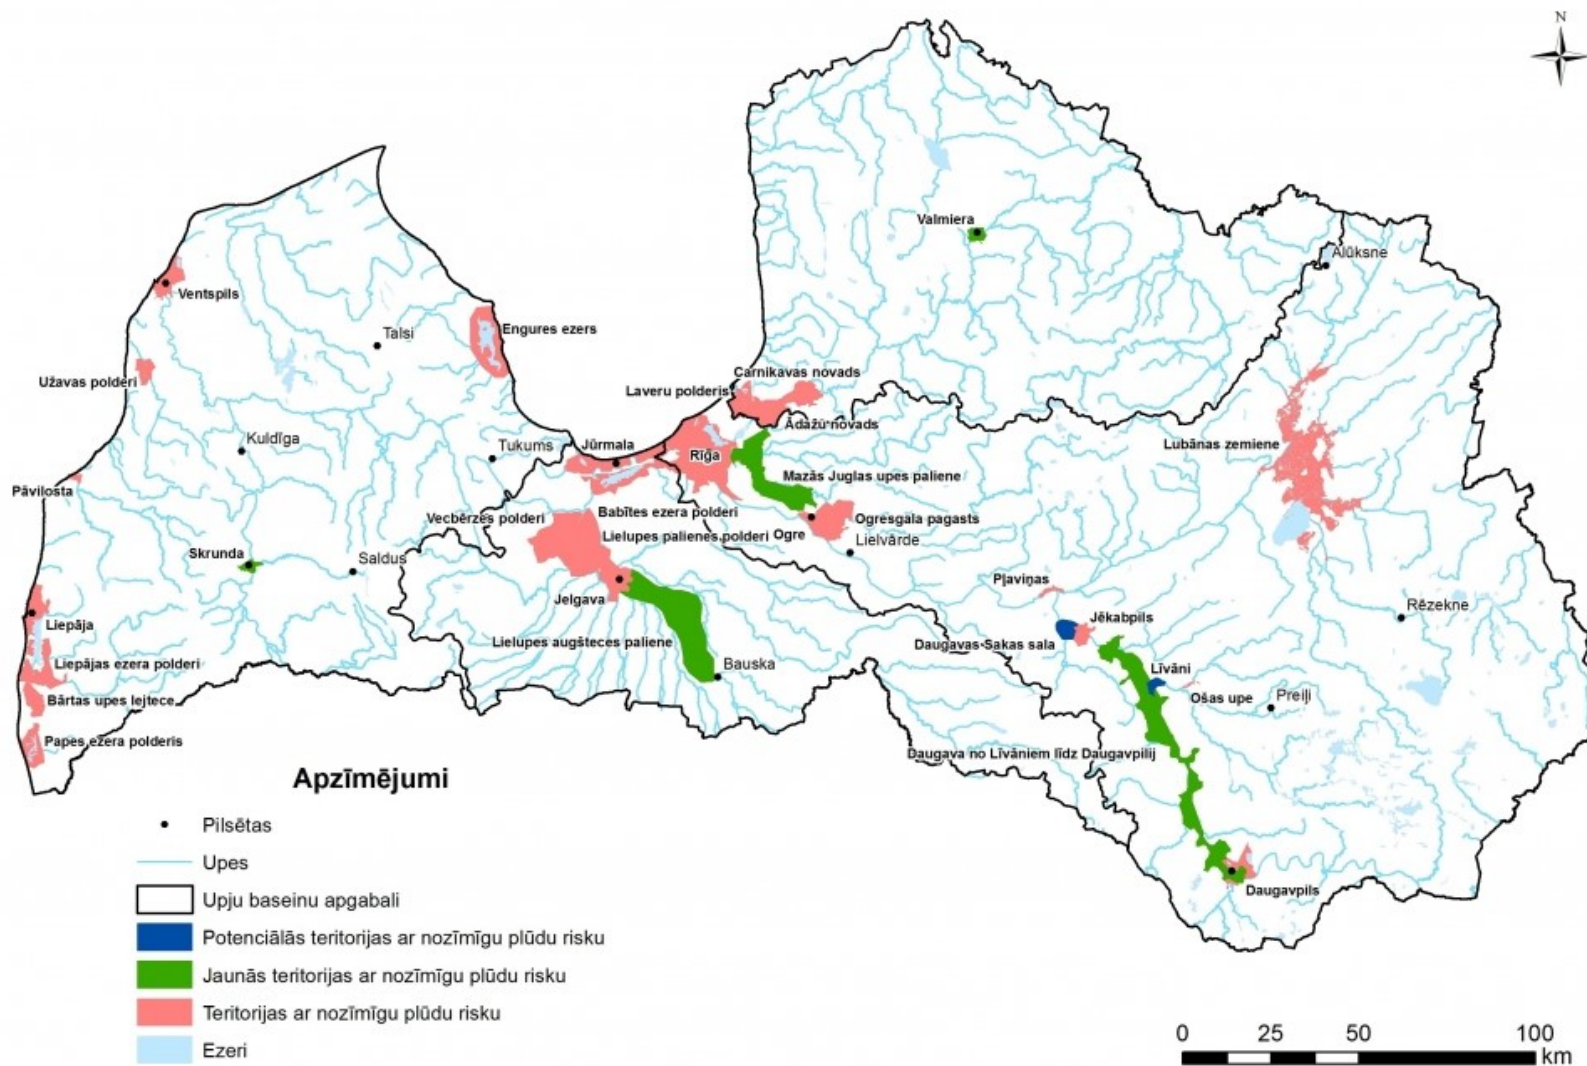 N
Valmiera
Alūksne
Ventspils
Talsi
Engures ezers
Užavas polderi
Carnikavas novads
Laveru polderis
Ādažu novads
Kuldīga
Tukums
Jūrmala
Rīga
Lubānas zemiene
Mazās Juglas upes paliene
Pāvilosta
Vecbērzes polderi
Babītes ezera polderi
Ogresgala pagasts
Lielupes palienes polderi
Ogre
Lielvārde
Skrunda
Saldus
Pļaviņas
Jelgava
Rēzekne
Liepāja
Jēkabpils
Lielupes augšteces paliene
Daugavas Sakas sala
Liepājas ezera polderi
Bauska
Līvāni
Ošas upe
Preiļi
Bārtas upes lejtece
Papes ezera polderis
Daugava no Līvāniem līdz Daugavpilij
Daugavpils
Apzīmējumi
Pilsētas
Upes
Upju baseinu apgabali
Potenciālās teritorijas ar nozīmīgu plūdu risku
Jaunās teritorijas ar nozīmīgu plūdu risku
Teritorijas ar nozīmīgu plūdu risku
Ezeri
0 25 50 100
km